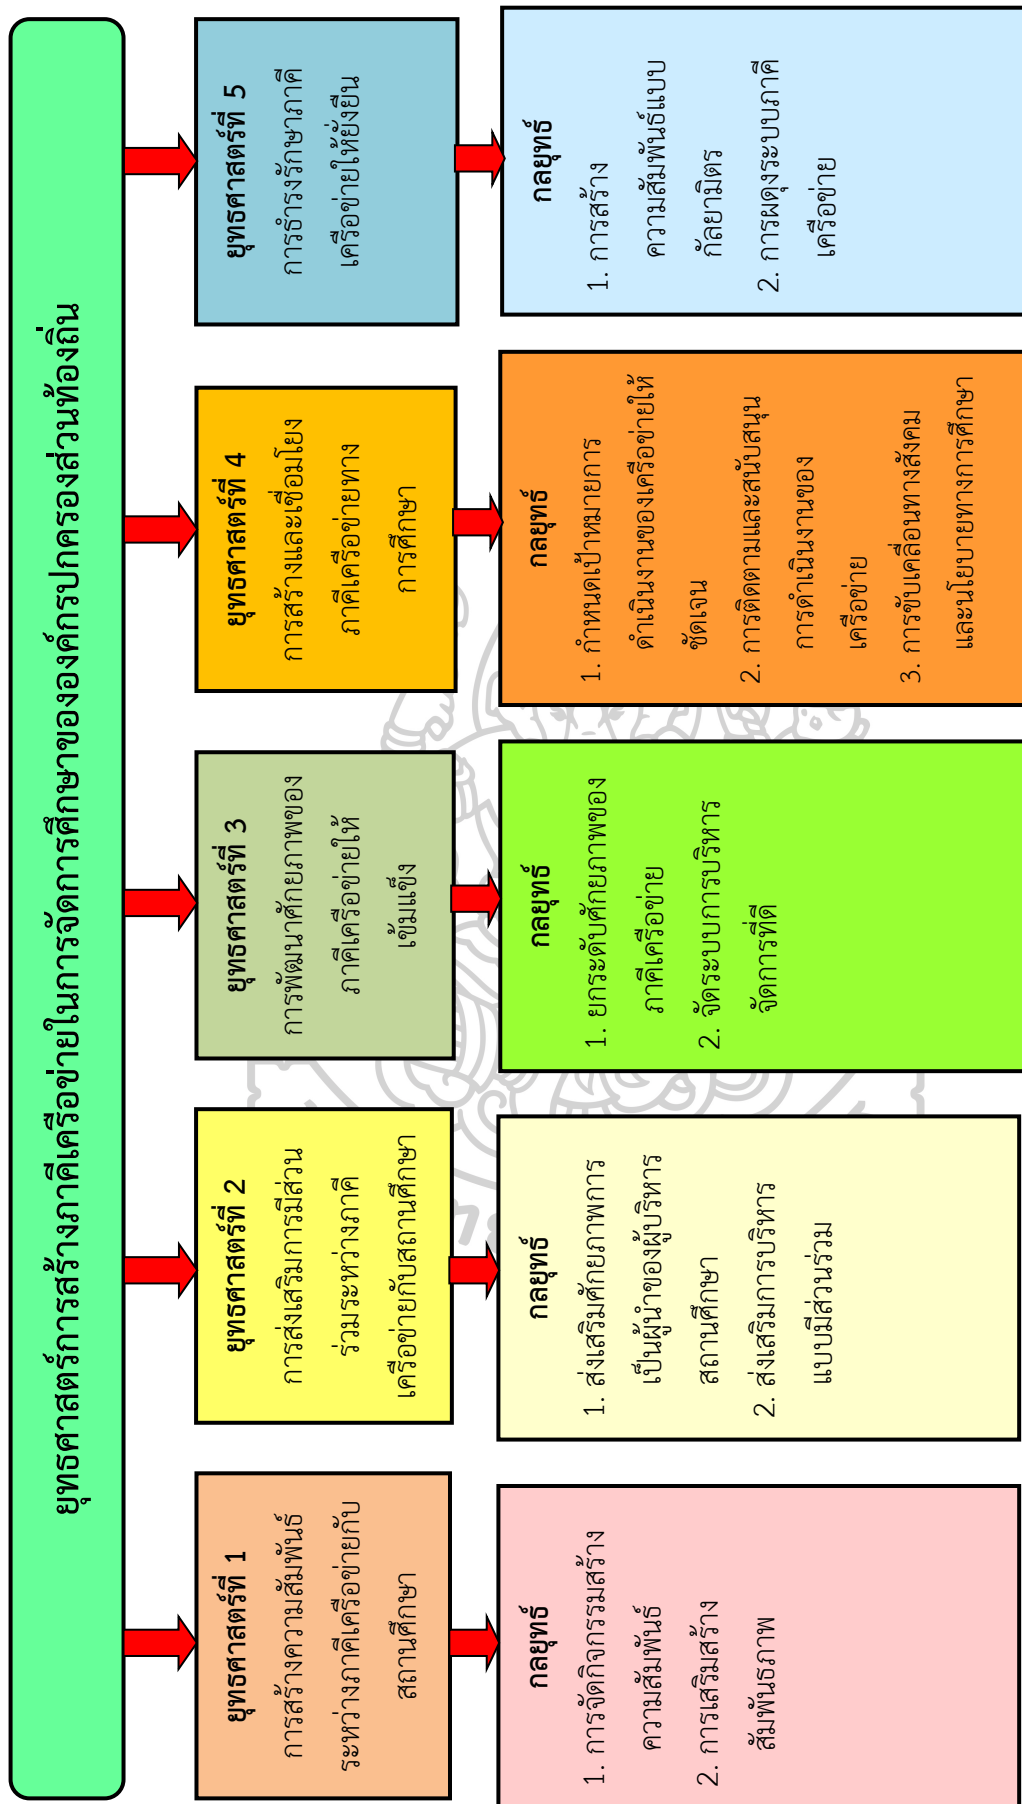 ยุทธศาสตร์การสร้างภาคีเครือข่ายในการจัดการศึกษาขององค์กรปกครองส่วนท้องถิ่น
ยุทธศาสตร์ที่ 1
การสร้างความสัมพันธ์
ระหว่างภาคีเครือข่ายกับ
สถานศึกษา
กลยุทธ์
1. การจัดกิจกรรมสร้าง
ความสัมพันธ์
2. การเสริมสร้าง
สัมพันธภาพ
ยุทธศาสตร์ที่ 2
การส่งเสริมการมีส่วน
ร่วมระหว่างภาคี
เครือข่ายกับสถานศึกษา
กลยุทธ์
1. ส่งเสริมศักยภาพการ
เป็นผู้นำของผู้บริหาร
สถานศึกษา
2. ส่งเสริมการบริหาร
แบบมีส่วนร่วม
ยุทธศาสตร์ที่ 3
การพัฒนาศักยภาพของ
ภาคีเครือข่ายให้
เข้มแข็ง
กลยุทธ์
1. ยกระดับศักยภาพของ
ภาคีเครือข่าย
2. จัดระบบการบริหาร
จัดการที่ดี
ยุทธศาสตร์ที่ 4
การสร้างและเชื่อมโยง
ภาคีเครือข่ายทาง
การศึกษา
กลยุทธ์
1. กำหนดเป้าหมายการ
ดำเนินงานของเครือข่ายให้
ชัดเจน
2. การติดตามและสนับสนุน
การดำเนินงานของ
เครือข่าย
3. การขับเคลื่อนทางสังคม
และนโยบายทางการศึกษา
ยุทธศาสตร์ที่ 5
การธำรงรักษาภาคี
เครือข่ายให้ยั่งยืน
กลยุทธ์
1. การสร้าง
ความสัมพันธ์แบบ
กัลยามิตร
2. การผดุงระบบภาคี
เครือข่าย